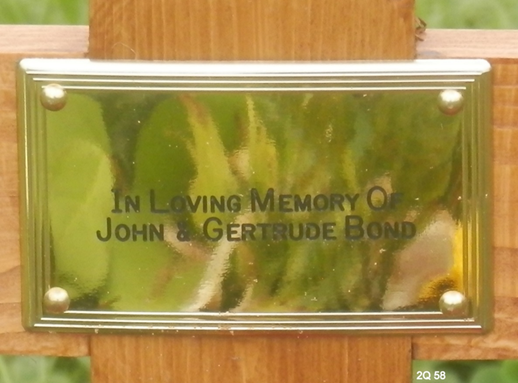 In Loving Memory Of
John & Gertrude Bond
2Q 58